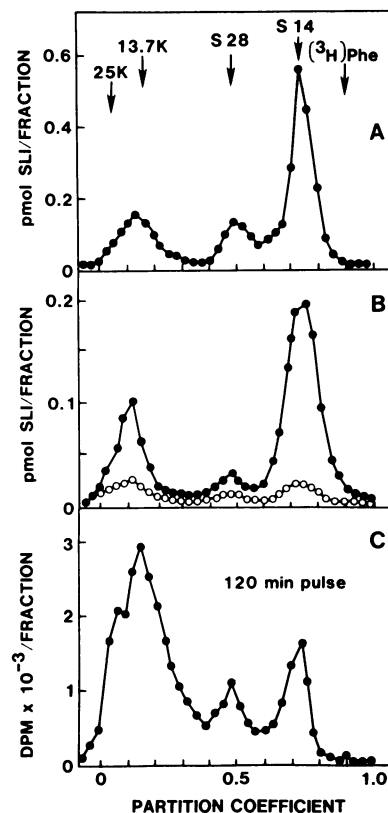 S 14
13.7K
S 28
(³H)Phe
25K
A
pmol SLI/FRACTION
0.6
0.4
0.2
0
B
pmol SLI/FRACTION
0.2
0.1
0
C
120 min pulse
DPM x 10⁻³/FRACTION
3
2
1
0
0
0.5
1.0
PARTITION COEFFICIENT